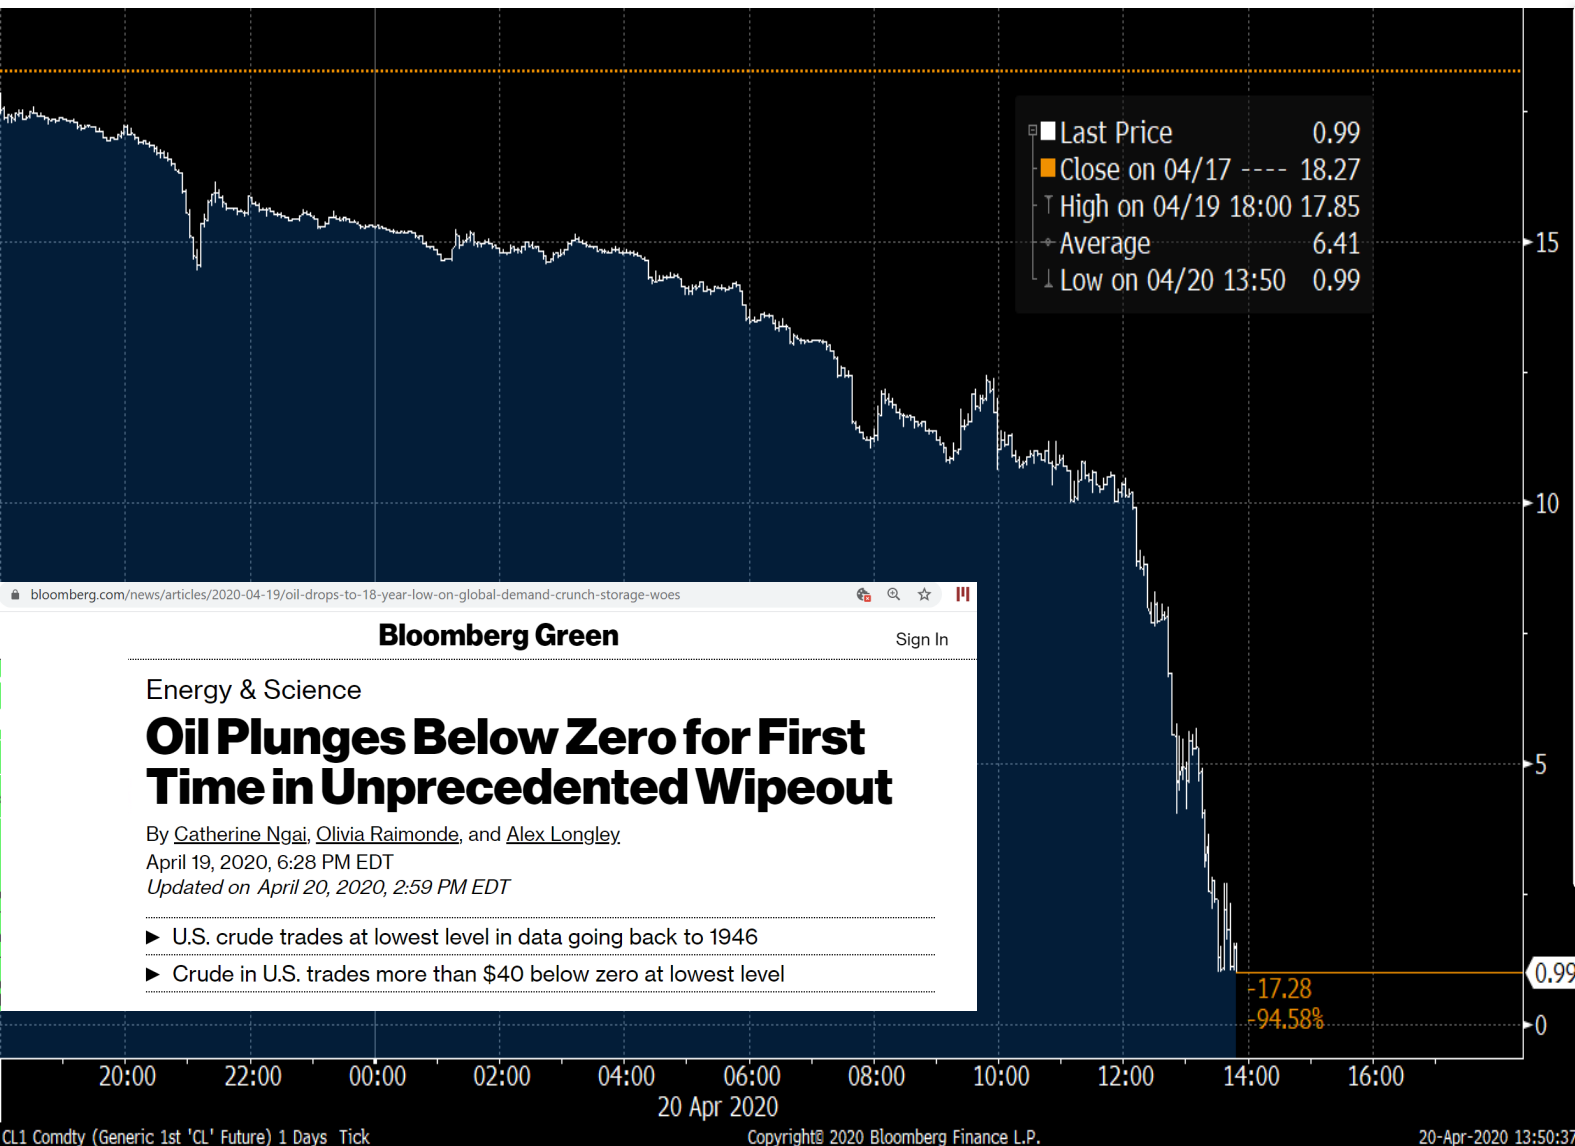 Last Price 0.99
Close on 04/17 ---- 18.27
High on 04/19 18:00 17.85
Average 6.41
Low on 04/20 13:50 0.99
15
10
5
0.99
0
-17.28
-94.58%
bloomberg.com/news/articles/2020-04-19/oil-drops-to-18-year-low-on-global-demand-crunch-storage-woes
Bloomberg Green
Sign In
Energy & Science
Oil Plunges Below Zero for First
Time in Unprecedented Wipeout
By Catherine Ngai, Olivia Raimonde, and Alex Longley
April 19, 2020, 6:28 PM EDT
Updated on April 20, 2020, 2:59 PM EDT
► U.S. crude trades at lowest level in data going back to 1946
► Crude in U.S. trades more than $40 below zero at lowest level
20:00 22:00 00:00 02:00 04:00 06:00 08:00 10:00 12:00 14:00 16:00
20 Apr 2020
CL1 Comdty (Generic 1st 'CL' Future) 1 Days Tick Copyright© 2020 Bloomberg Finance L.P. 20-Apr-2020 13:50:37